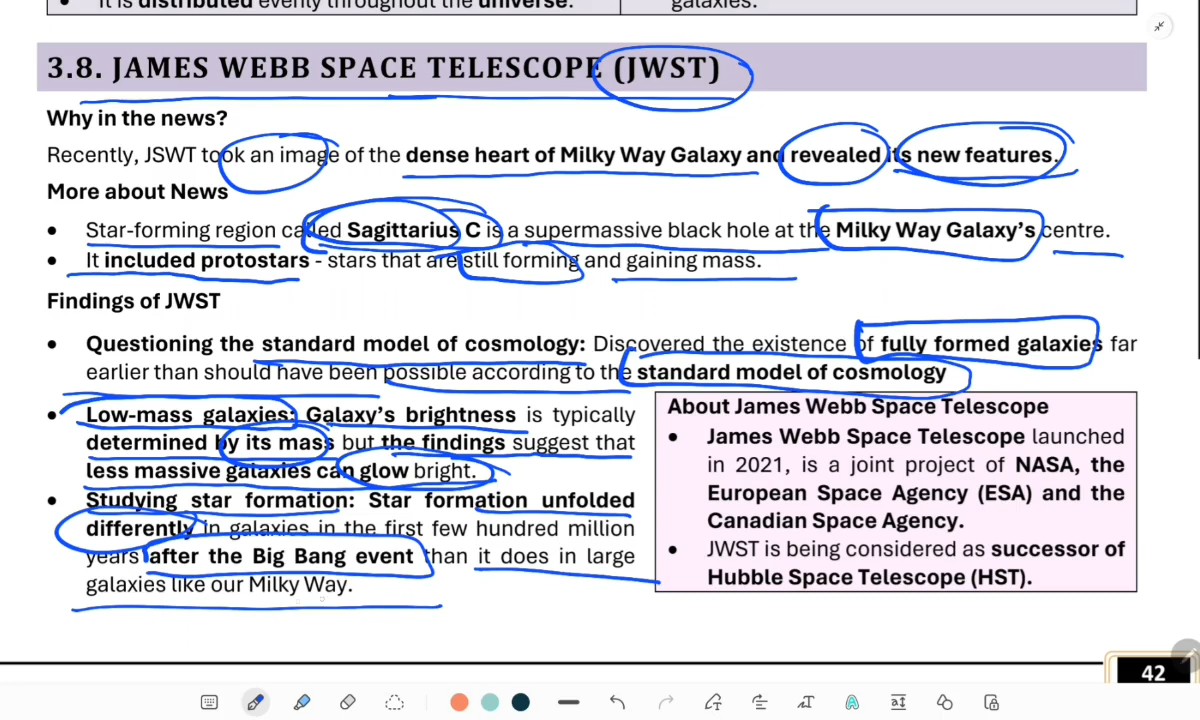 • It is distributed evenly throughout the universe.
galaxies.
3.8. JAMES WEBB SPACE TELESCOPE (JWST)
Why in the news?
Recently, JSWT took an image of the dense heart of Milky Way Galaxy and revealed its new features.
More about News
• Star-forming region called Sagittarius C is a supermassive black hole at the Milky Way Galaxy's centre.
• It included protostars - stars that are still forming and gaining mass.
Findings of JWST
• Questioning the standard model of cosmology: Discovered the existence of fully formed galaxies far
earlier than should have been possible according to the standard model of cosmology
• Low-mass galaxies: Galaxy's brightness is typically
determined by its mass but the findings suggest that
less massive galaxies can glow bright.
• Studying star formation: Star formation unfolded
differently in galaxies in the first few hundred million
years after the Big Bang event than it does in large
galaxies like our Milky Way.
About James Webb Space Telescope
• James Webb Space Telescope launched
in 2021, is a joint project of NASA, the
European Space Agency (ESA) and the
Canadian Space Agency.
• JWST is being considered as successor of
Hubble Space Telescope (HST).
42